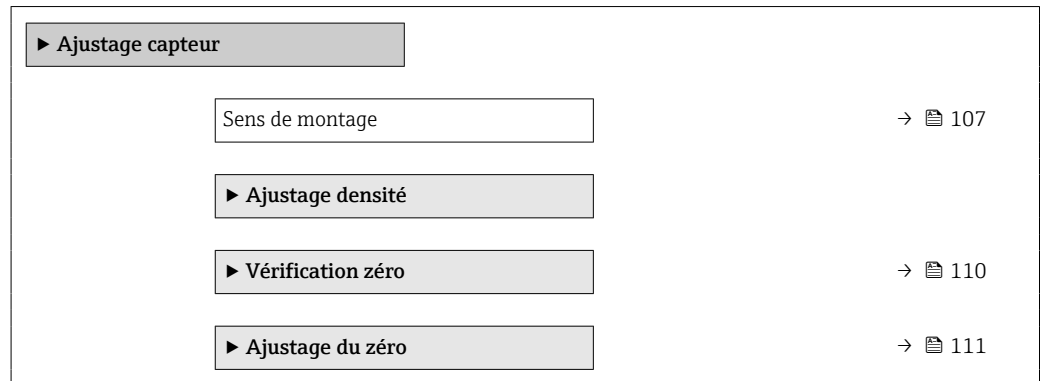 ▶ Ajustage capteur
Sens de montage → 107
▶ Ajustage densité
▶ Vérification zéro → 110
▶ Ajustage du zéro → 111